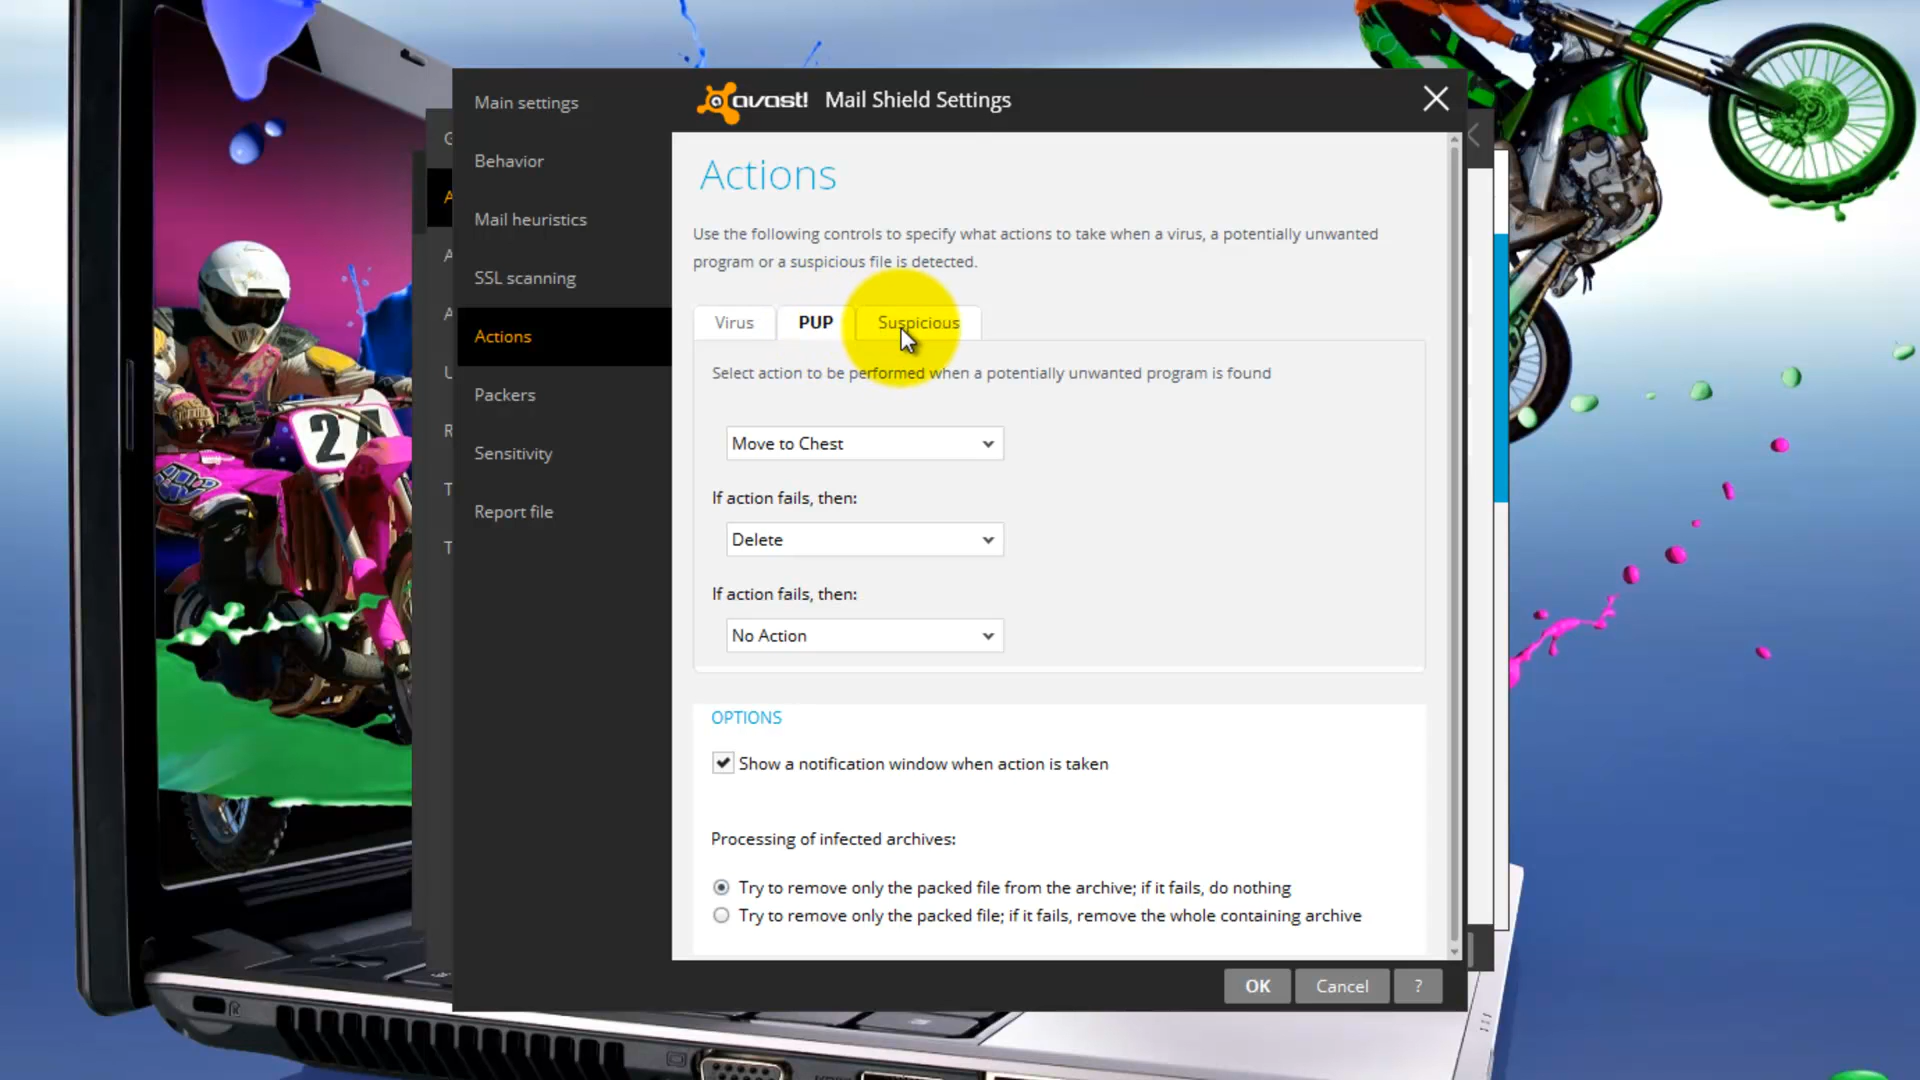 Main settings
avast! Mail Shield Settings
Behavior
Actions
Mail heuristics
Use the following controls to specify what actions to take when a virus, a potentially unwanted
program or a suspicious file is detected.
SSL scanning
Virus PUP Suspicious
Actions
Select action to be performed when a potentially unwanted program is found
Packers
Move to Chest
Sensitivity
If action fails, then:
Report file
Delete
If action fails, then:
No Action
OPTIONS
Show a notification window when action is taken
Processing of infected archives:
Try to remove only the packed file from the archive; if it fails, do nothing
Try to remove only the packed file; if it fails, remove the whole containing archive
OK Cancel ?
24